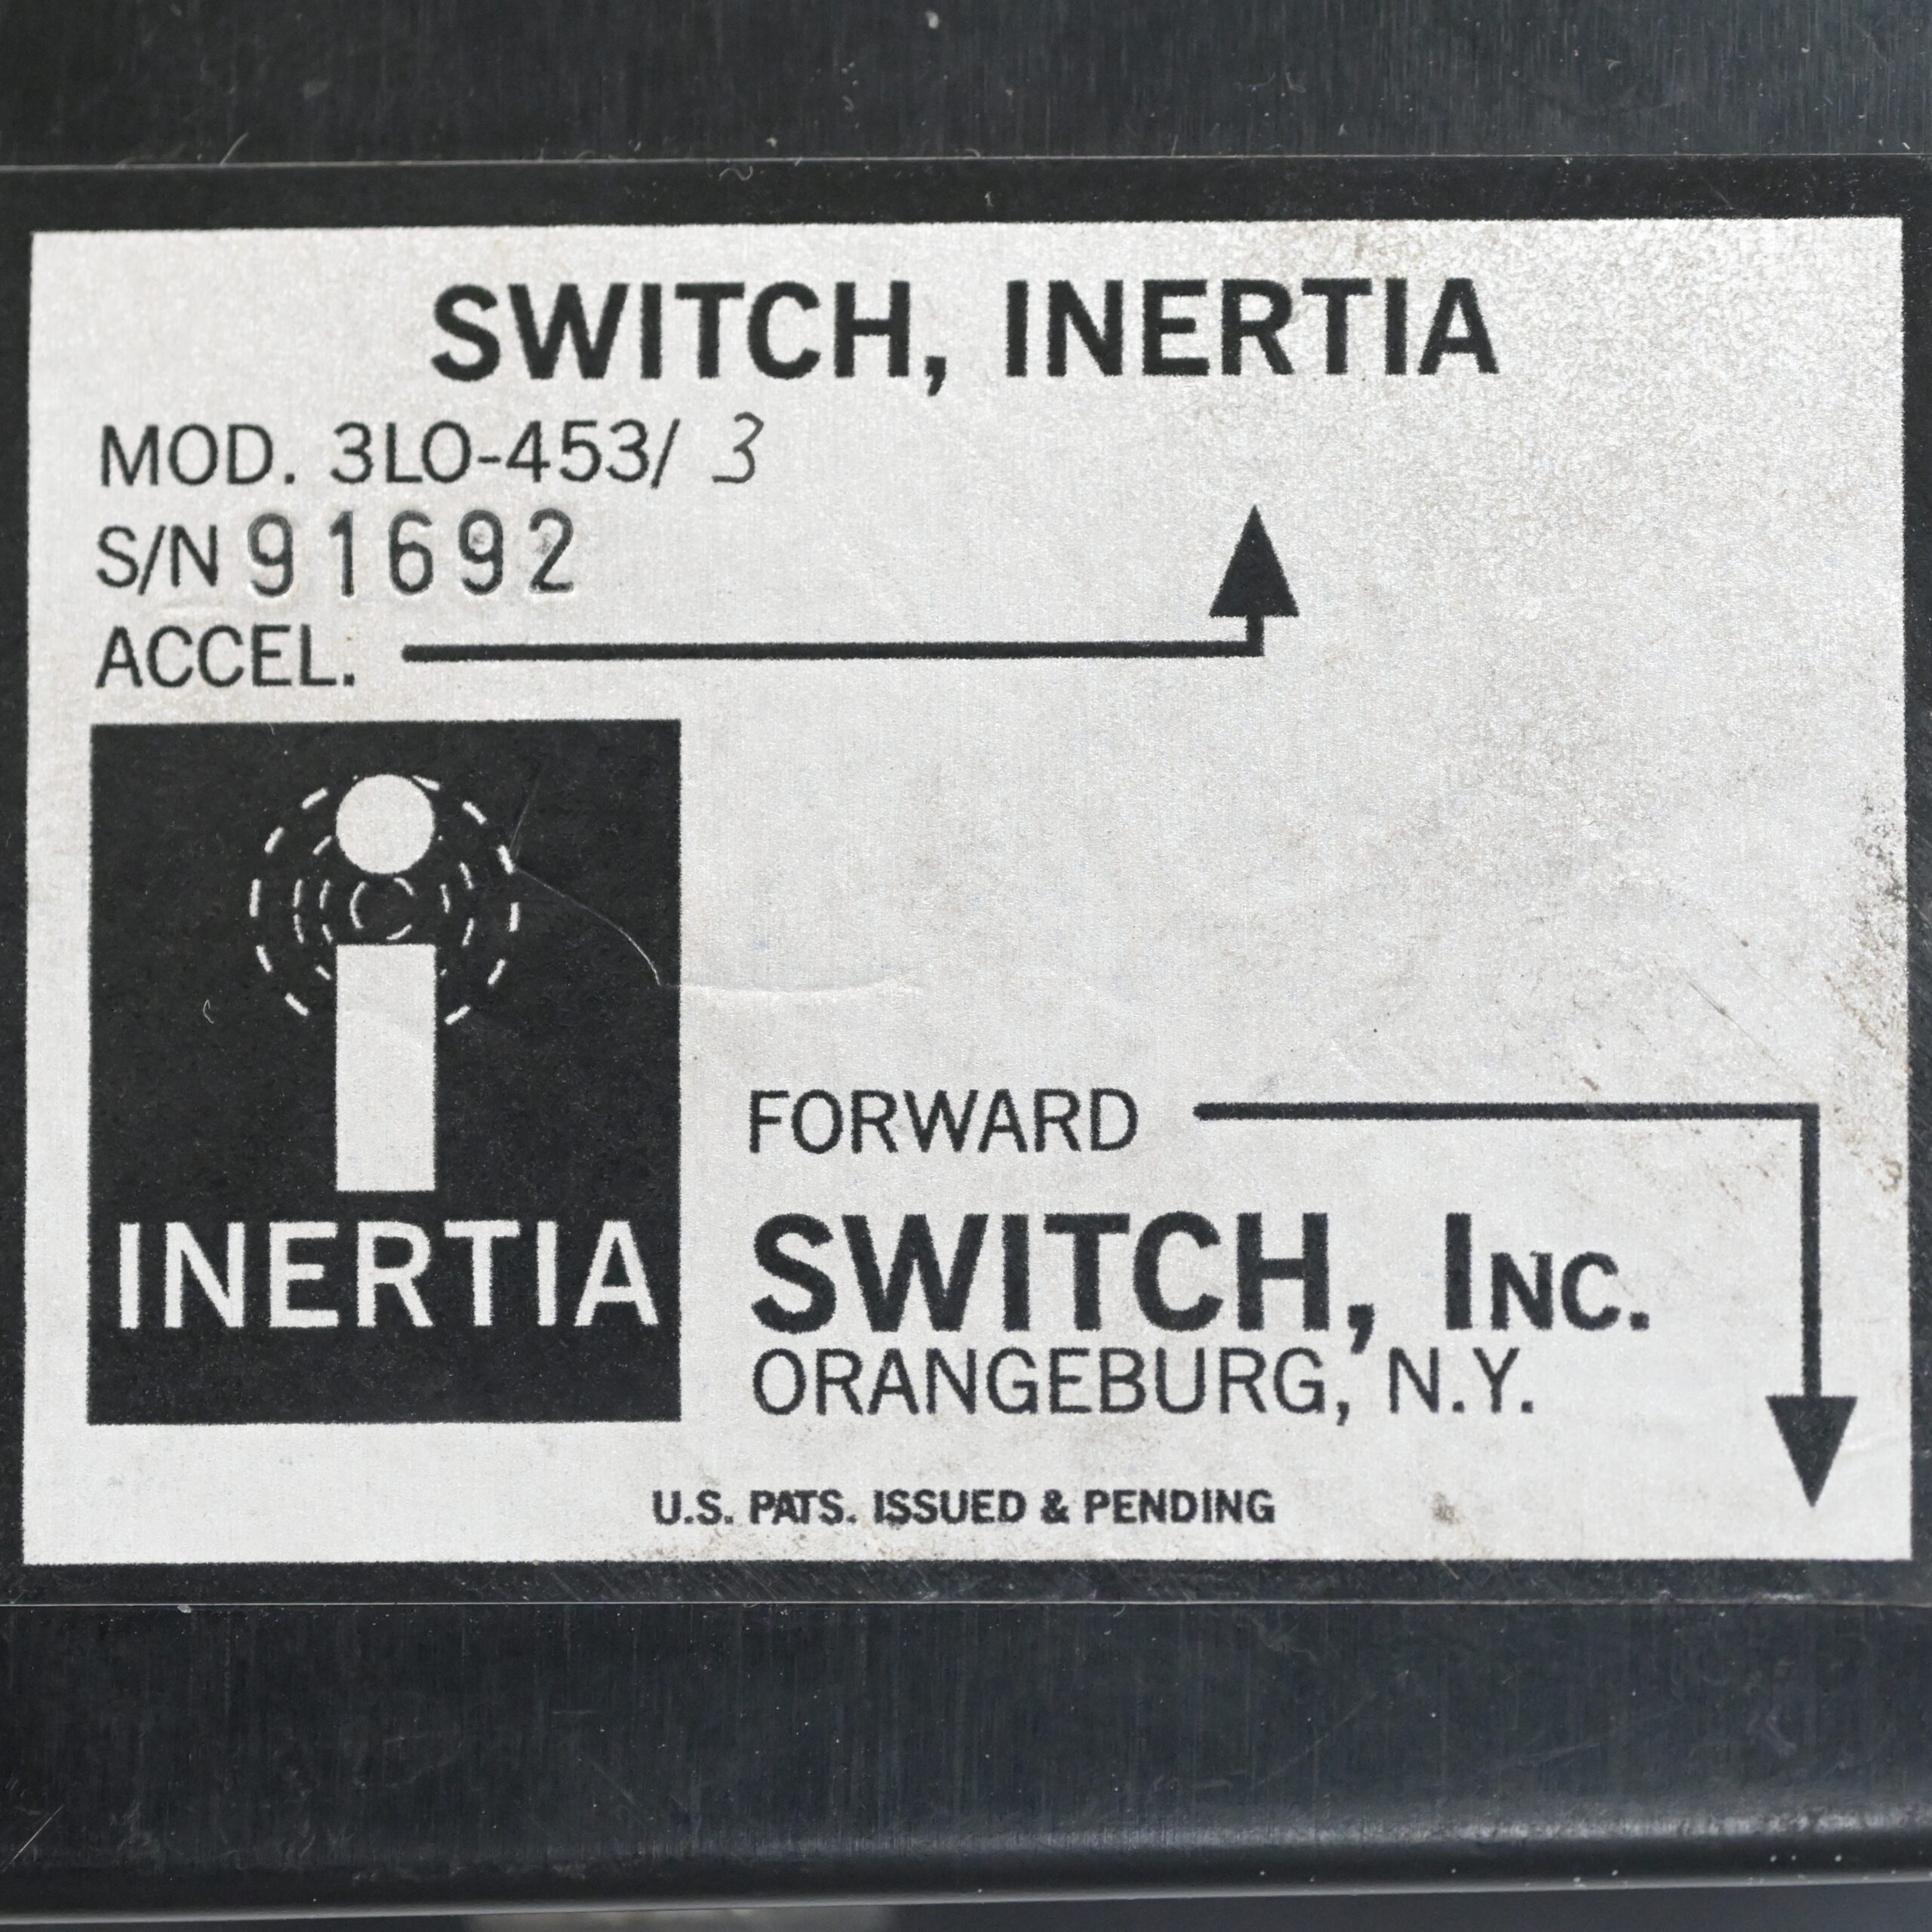 SWITCH, INERTIA
MOD. 3LO-453/ 3
S/N 91692
ACCEL.
FORWARD
INERTIA
SWITCH, INC.
ORANGEBURG, N.Y.
U.S. PATS. ISSUED & PENDING